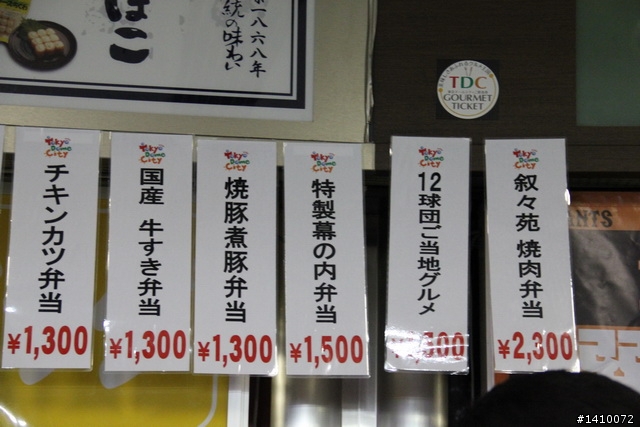 一八六八年
統の味わい
ほこ
TDC
GOURMET
TICKET
Tokyo Dome City
チキンカツ弁当
¥1,300
Tokyo Dome City
国産 牛すき弁当
¥1,300
Tokyo Dome City
焼豚煮豚弁当
¥1,300
Tokyo Dome City
特製幕の内弁当
¥1,500
Tokyo Dome City
12球団ご当地グルメ
,500
Tokyo Dome City
叙々苑 焼肉弁当
¥2,300
ANTS
#1410072